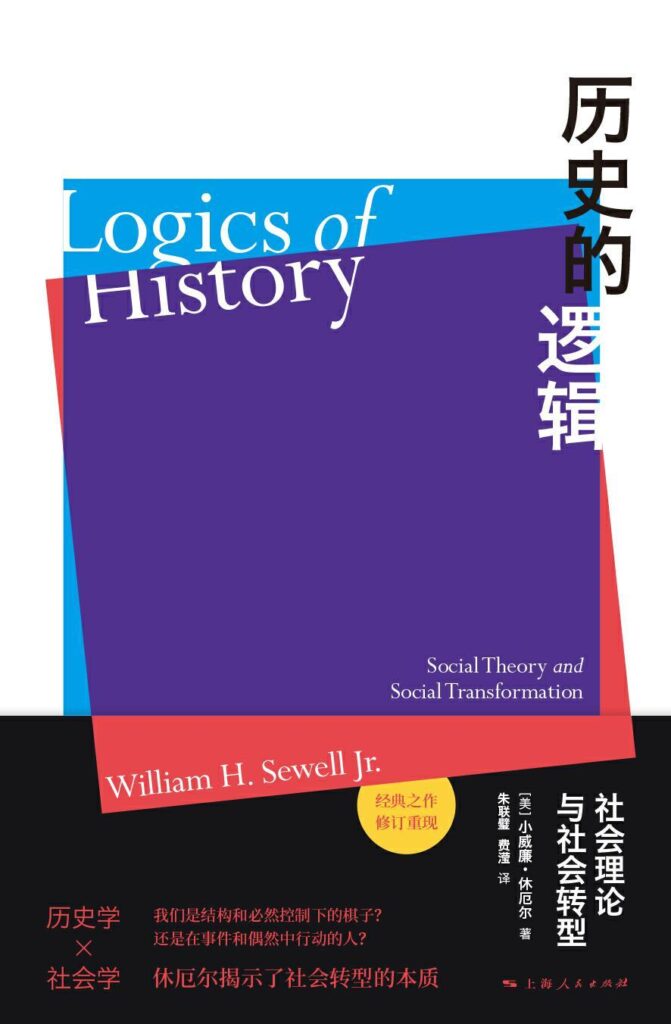 历史的
逻辑
Logics of
History
Social Theory and
Social Transformation
William H. Sewell Jr.
经典之作
修订重现
社会理论
与社会转型
[美] 小威廉·休厄尔 著
朱联璧 费滢 译
历史学
×
社会学
我们是结构和必然控制下的棋子?
还是在事件和偶然中行动的人?
休厄尔揭示了社会转型的本质
上海人民出版社